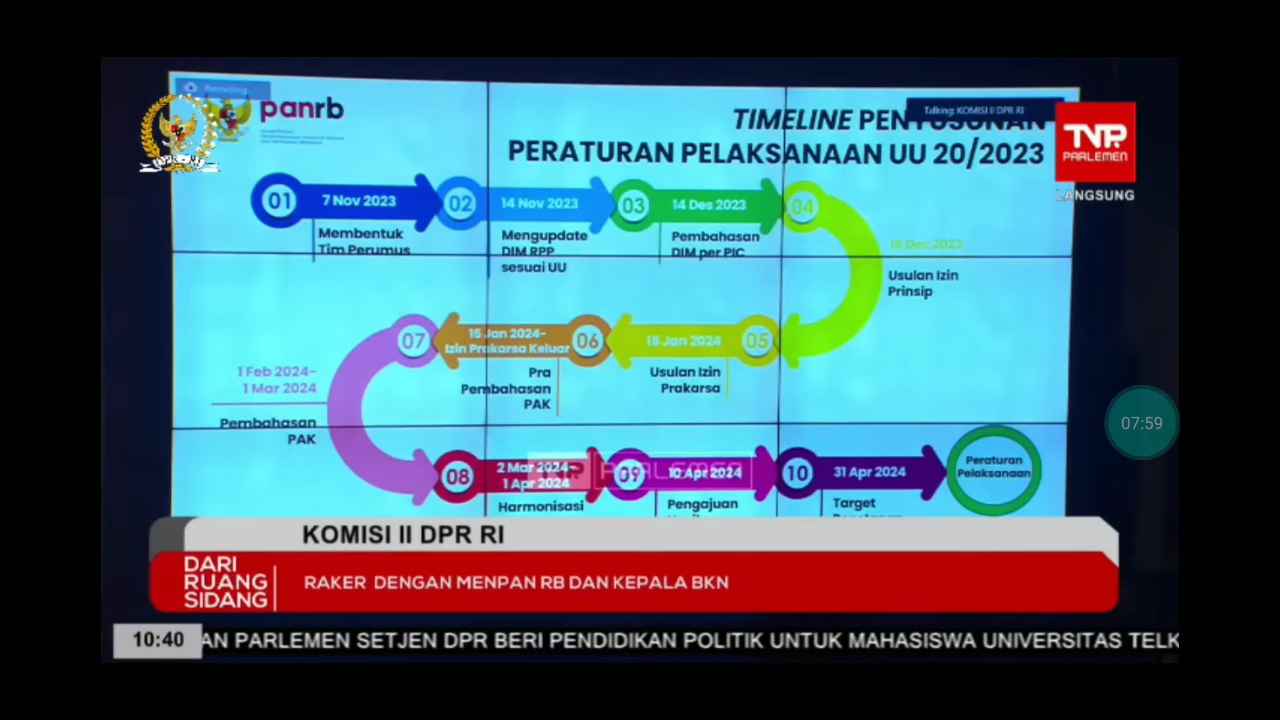 panrb
Talking: KOMISI II DPR RI
TIMELINE PENYUSUNAN
PERATURAN PELAKSANAAN UU 20/2023
TVP
PARLEMEN
LANGSUNG
01
7 Nov 2023
02
14 Nov 2023
03
14 Des 2023
04
Membentuk
Tim Perumus
Mengupdate
DIM RPP
sesuai UU
Pembahasan
DIM per PIC
18 Des 2023
Usulan Izin
Prinsip
07
15 Jan 2024-
Izin Prakarsa Keluar
06
15 Jan 2024
05
1 Feb 2024-
1 Mar 2024
Pembahasan
PAK
Pra
Pembahasan
PAK
Usulan Izin
Prakarsa
08
2 Mar 2024-
1 Apr 2024
09
10 Apr 2024
10
31 Apr 2024
Peraturan
Pelaksanaan
TVP PARLEMEN
Harmonisasi
Pengajuan
Target
07:59
KOMISI II DPR RI
DARI
RUANG
SIDANG
RAKER DENGAN MENPAN RB DAN KEPALA BKN
10:40
AN PARLEMEN SETJEN DPR BERI PENDIDIKAN POLITIK UNTUK MAHASISWA UNIVERSITAS TELK